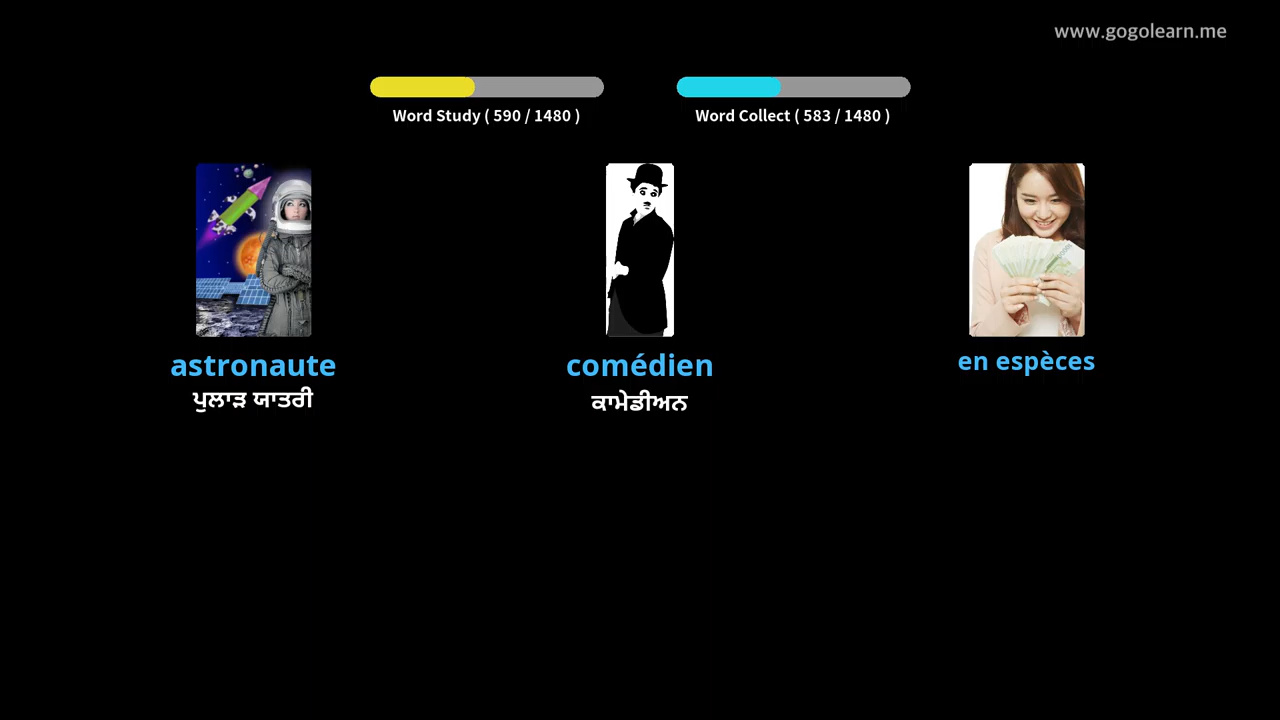 www.gogolearn.me
Word Study ( 590 / 1480 )
Word Collect ( 583 / 1480 )
astronaute
ਪੁਲਾੜ ਯਾਤਰੀ
comédien
ਕਾਮੇਡੀਅਨ
en espèces